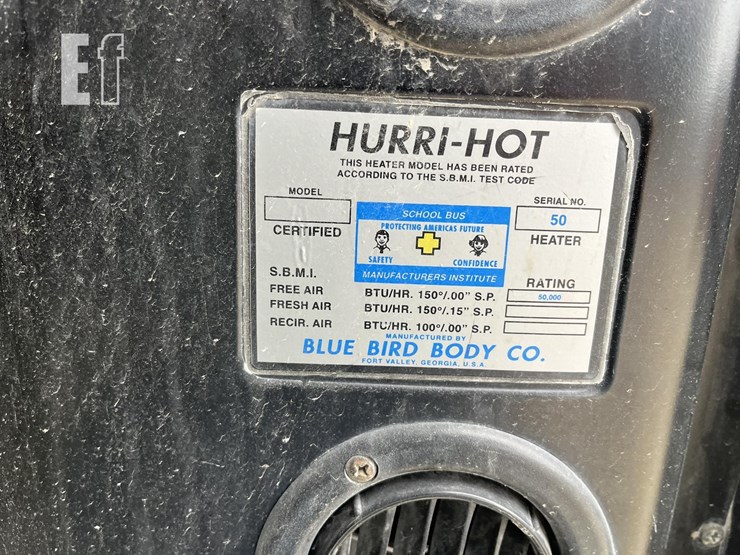 Ef
HURRI-HOT
THIS HEATER MODEL HAS BEEN RATED
ACCORDING TO THE S.B.M.I. TEST CODE
MODEL
CERTIFIED
SCHOOL BUS
PROTECTING AMERICAS FUTURE
SAFETY CONFIDENCE
MANUFACTURERS INSTITUTE
SERIAL NO.
50
HEATER
S.B.M.I. RATING
FREE AIR BTU/HR. 150°/.00" S.P. 50,000
FRESH AIR BTU/HR. 150°/.15" S.P.
RECIR. AIR BTU/HR. 100°/.00" S.P.
MANUFACTURED BY
BLUE BIRD BODY CO.
FORT VALLEY, GEORGIA, U.S.A.